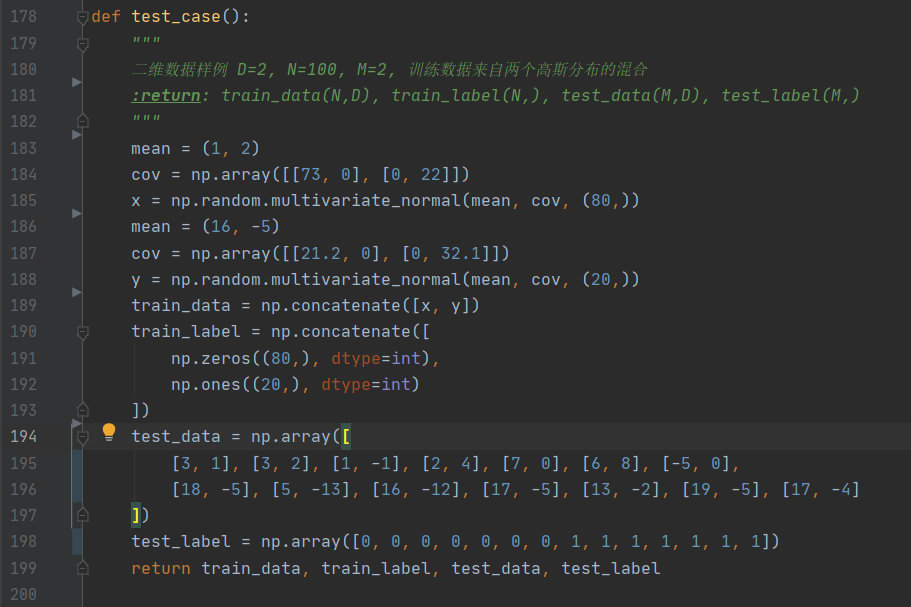 178 def test_case():
179     """
180     二维数据样例 D=2, N=100, M=2, 训练数据来自两个高斯分布的混合
181     :return: train_data(N,D), train_label(N,), test_data(M,D), test_label(M,)
182     """
183     mean = (1, 2)
184     cov = np.array([[73, 0], [0, 22]])
185     x = np.random.multivariate_normal(mean, cov, (80,))
186     mean = (16, -5)
187     cov = np.array([[21.2, 0], [0, 32.1]])
188     y = np.random.multivariate_normal(mean, cov, (20,))
189     train_data = np.concatenate([x, y])
190     train_label = np.concatenate([
191         np.zeros((80,), dtype=int),
192         np.ones((20,), dtype=int)
193     ])
194     test_data = np.array([
195         [3, 1], [3, 2], [1, -1], [2, 4], [7, 0], [6, 8], [-5, 0],
196         [18, -5], [5, -13], [16, -12], [17, -5], [13, -2], [19, -5], [17, -4]
197     ])
198     test_label = np.array([0, 0, 0, 0, 0, 0, 0, 1, 1, 1, 1, 1, 1, 1])
199     return train_data, train_label, test_data, test_label
200